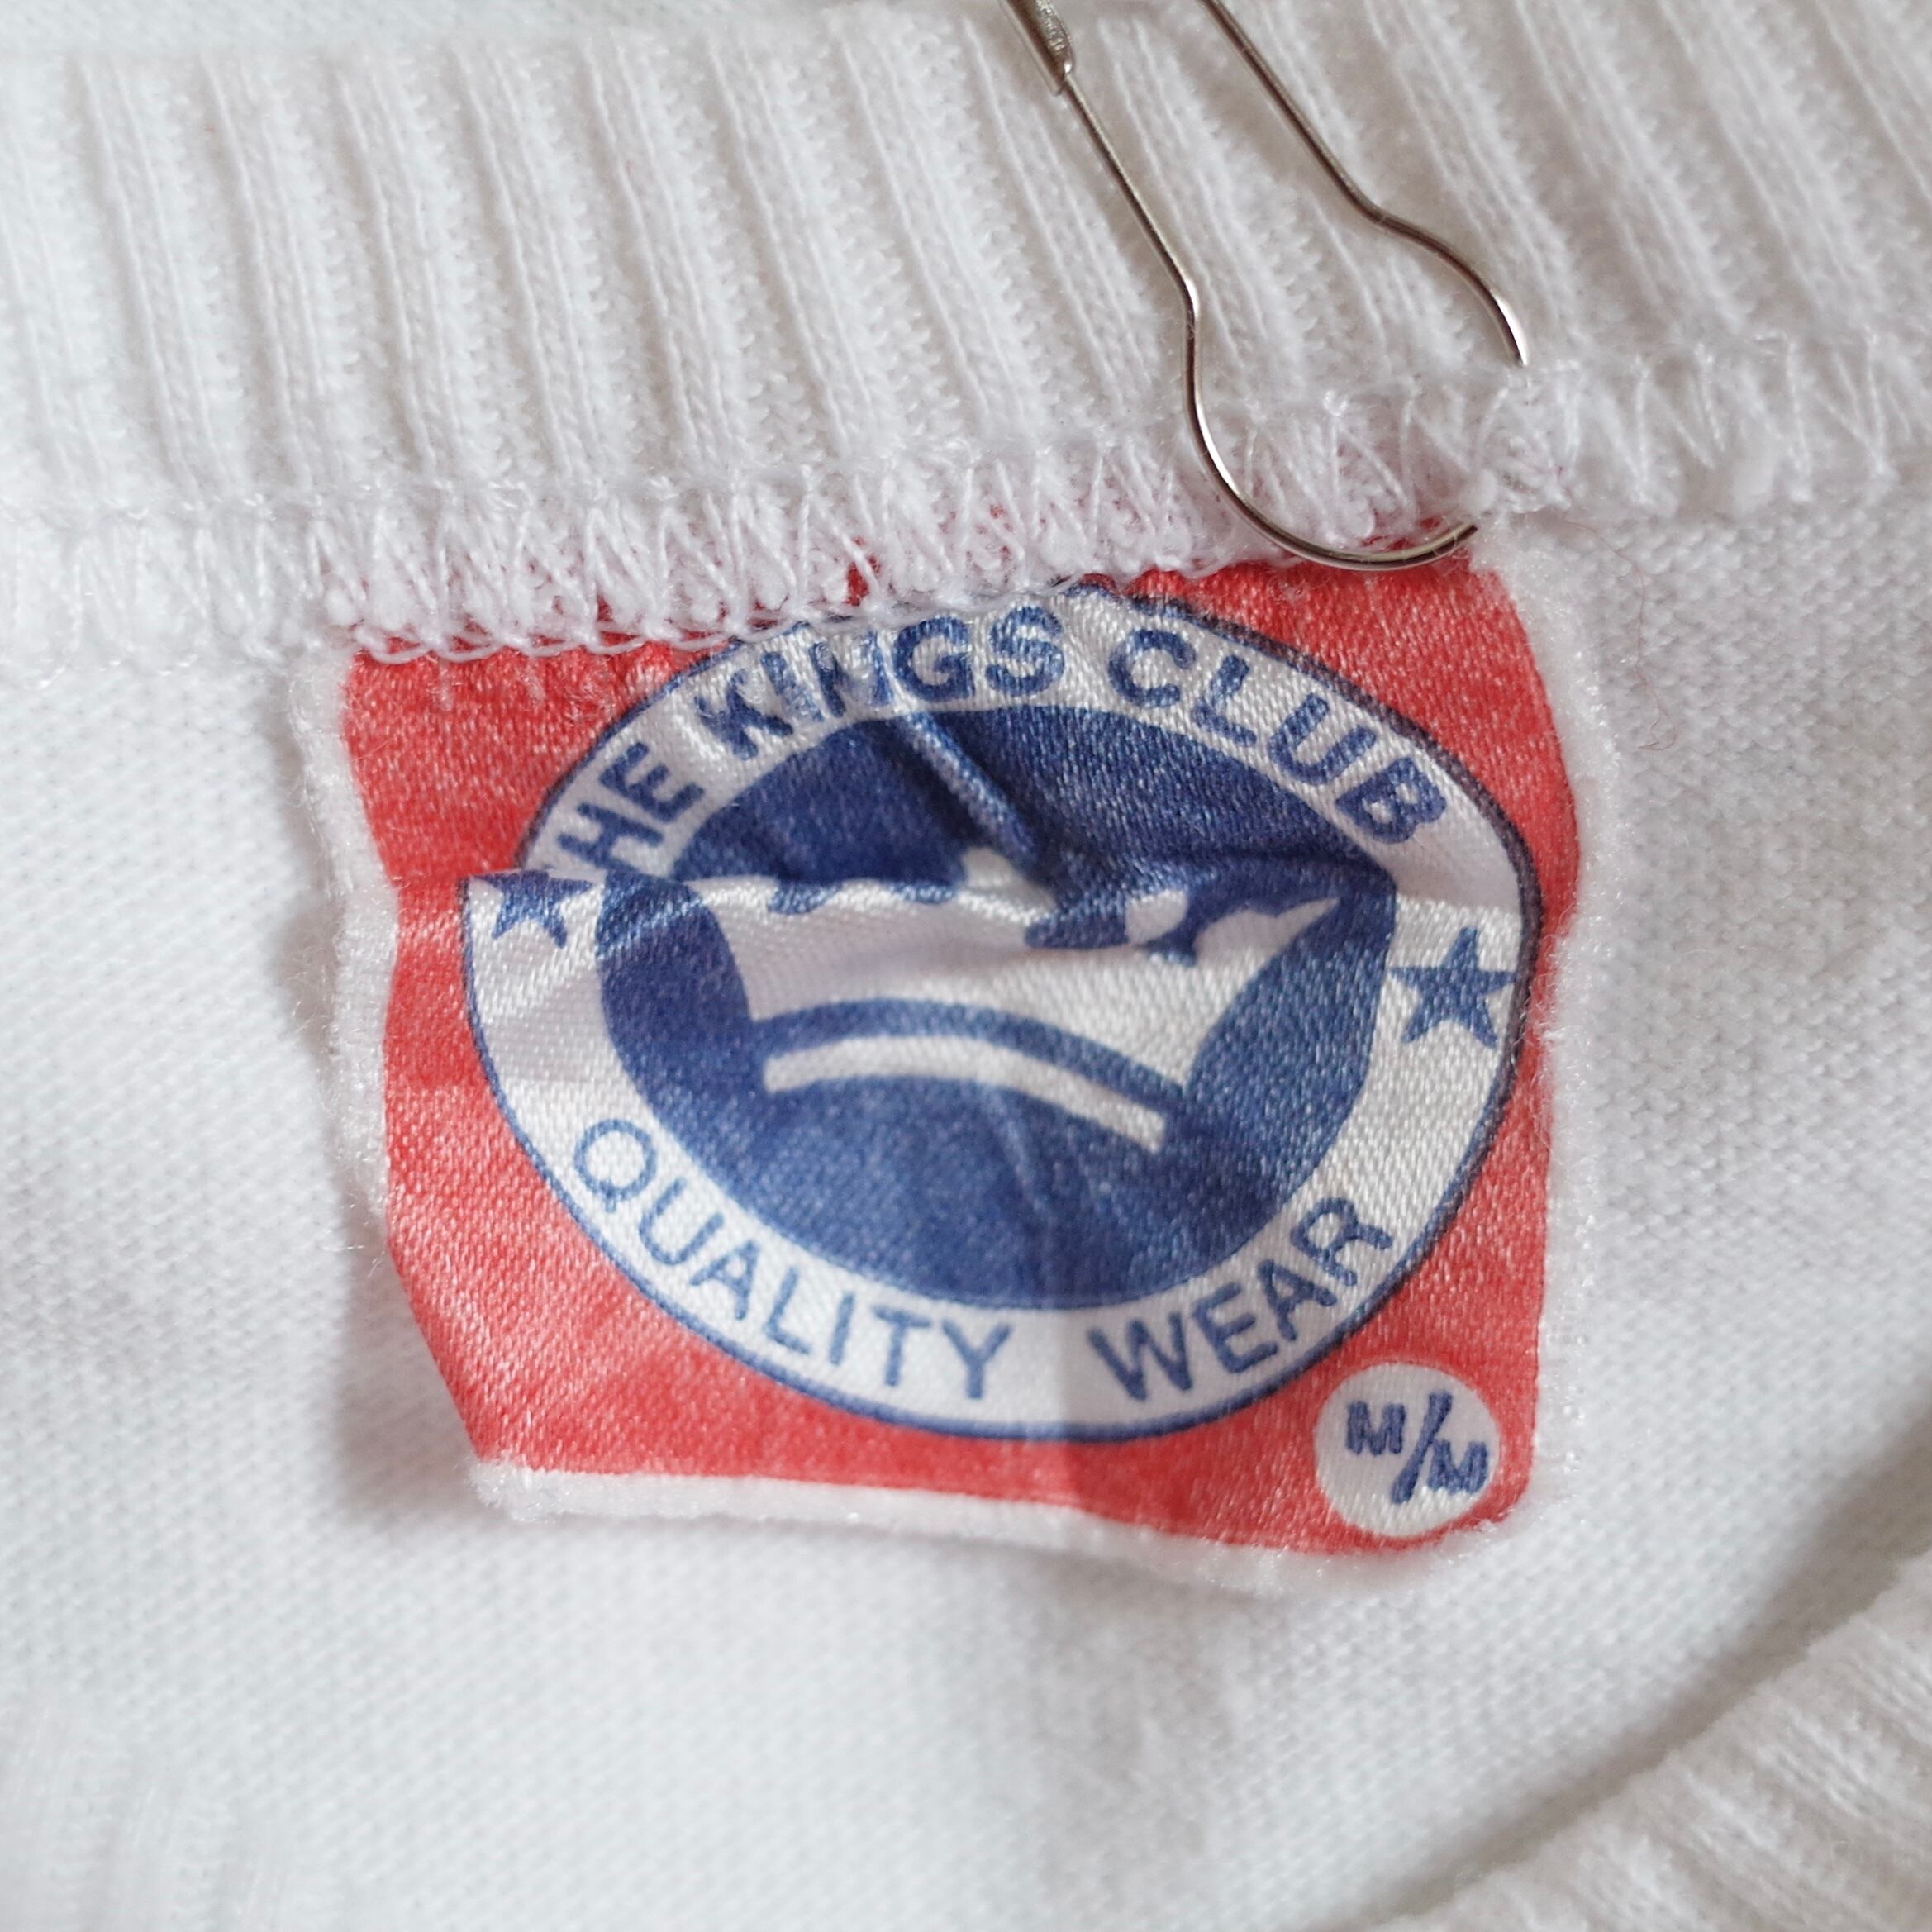 THE KINGS CLUB
QUALITY WEAR
M/M